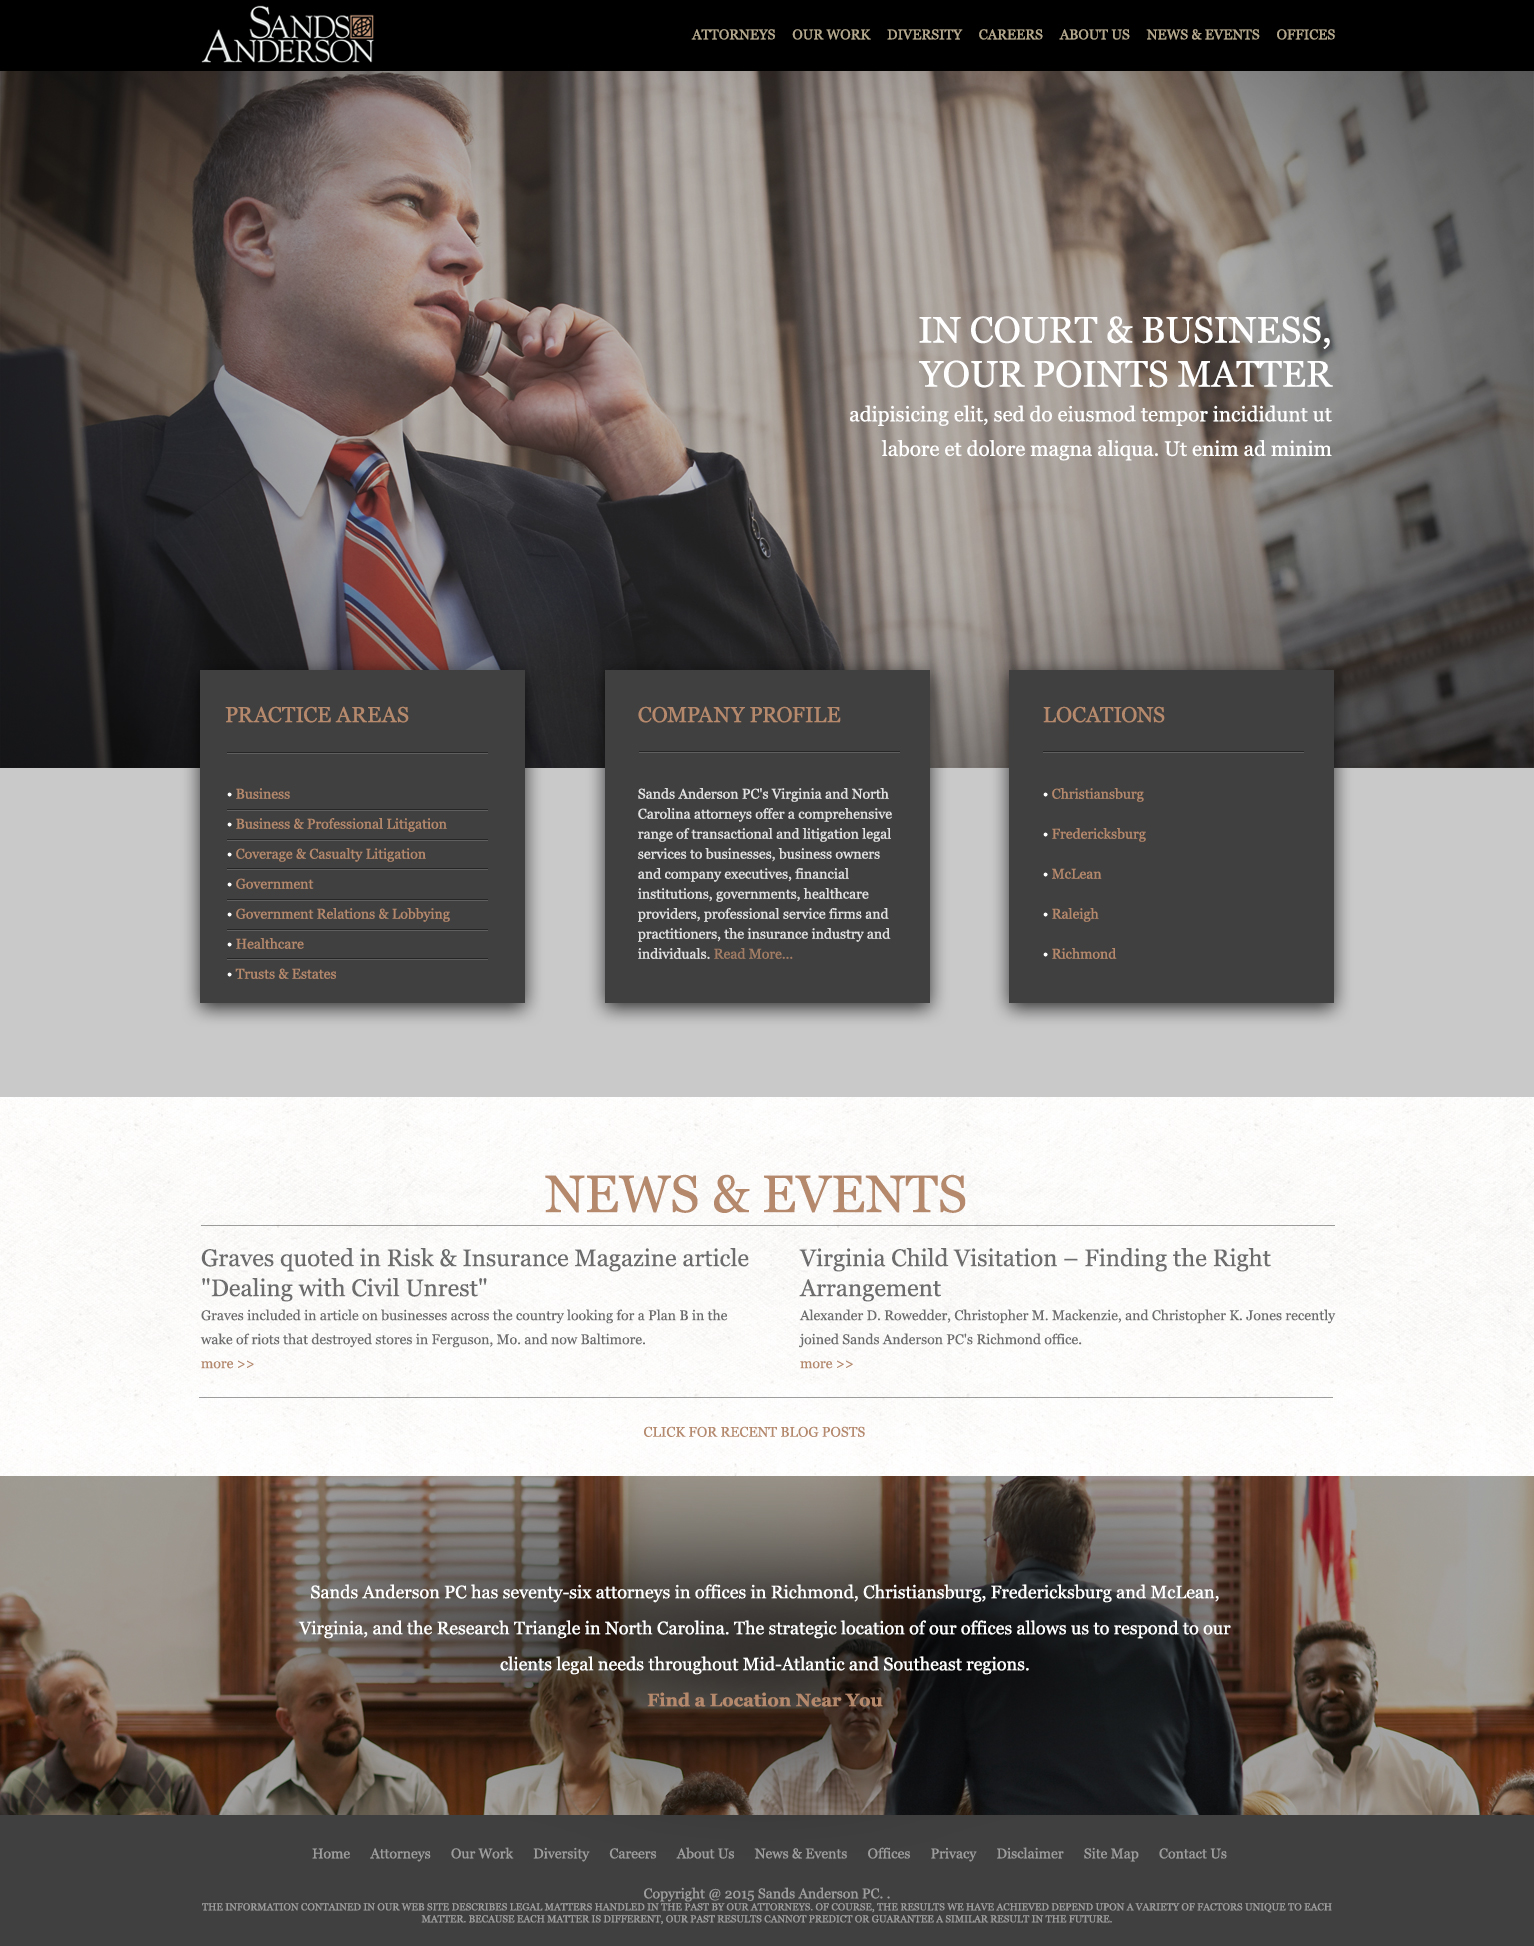 SANDS
ANDERSON
ATTORNEYS OUR WORK DIVERSITY CAREERS ABOUT US NEWS & EVENTS OFFICES
IN COURT & BUSINESS,
YOUR POINTS MATTER
adipisicing elit, sed do eiusmod tempor incididunt ut
labore et dolore magna aliqua. Ut enim ad minim
PRACTICE AREAS
• Business
• Business & Professional Litigation
• Coverage & Casualty Litigation
• Government
• Government Relations & Lobbying
• Healthcare
• Trusts & Estates
COMPANY PROFILE
Sands Anderson PC's Virginia and North
Carolina attorneys offer a comprehensive
range of transactional and litigation legal
services to businesses, business owners
and company executives, financial
institutions, governments, healthcare
providers, professional service firms and
practitioners, the insurance industry and
individuals. Read More...
LOCATIONS
• Christiansburg
• Fredericksburg
• McLean
• Raleigh
• Richmond
NEWS & EVENTS
Graves quoted in Risk & Insurance Magazine article
"Dealing with Civil Unrest"
Graves included in article on businesses across the country looking for a Plan B in the
wake of riots that destroyed stores in Ferguson, Mo. and now Baltimore.
more >>
Virginia Child Visitation – Finding the Right
Arrangement
Alexander D. Rowedder, Christopher M. Mackenzie, and Christopher K. Jones recently
joined Sands Anderson PC's Richmond office.
more >>
CLICK FOR RECENT BLOG POSTS
Sands Anderson PC has seventy-six attorneys in offices in Richmond, Christiansburg, Fredericksburg and McLean,
Virginia, and the Research Triangle in North Carolina. The strategic location of our offices allows us to respond to our
clients legal needs throughout Mid-Atlantic and Southeast regions.
Find a Location Near You
Home Attorneys Our Work Diversity Careers About Us News & Events Offices Privacy Disclaimer Site Map Contact Us
Copyright @ 2015 Sands Anderson PC. .
THE INFORMATION CONTAINED IN OUR WEB SITE DESCRIBES LEGAL MATTERS HANDLED IN THE PAST BY OUR ATTORNEYS. OF COURSE, THE RESULTS WE HAVE ACHIEVED DEPEND UPON A VARIETY OF FACTORS UNIQUE TO EACH
MATTER. BECAUSE EACH MATTER IS DIFFERENT, OUR PAST RESULTS CANNOT PREDICT OR GUARANTEE A SIMILAR RESULT IN THE FUTURE.